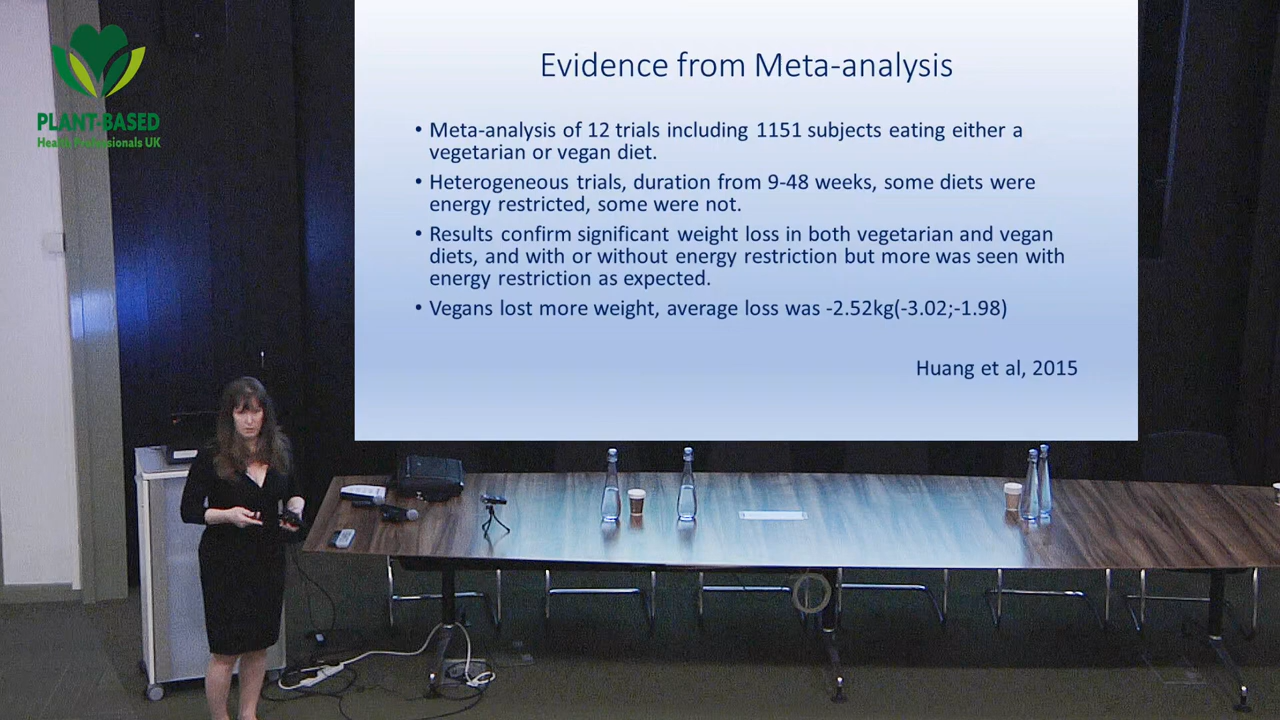 PLANT-BASED
Health Professionals UK
Evidence from Meta-analysis
• Meta-analysis of 12 trials including 1151 subjects eating either a
vegetarian or vegan diet.
• Heterogeneous trials, duration from 9-48 weeks, some diets were
energy restricted, some were not.
• Results confirm significant weight loss in both vegetarian and vegan
diets, and with or without energy restriction but more was seen with
energy restriction as expected.
• Vegans lost more weight, average loss was -2.52kg(-3.02;-1.98)
Huang et al, 2015